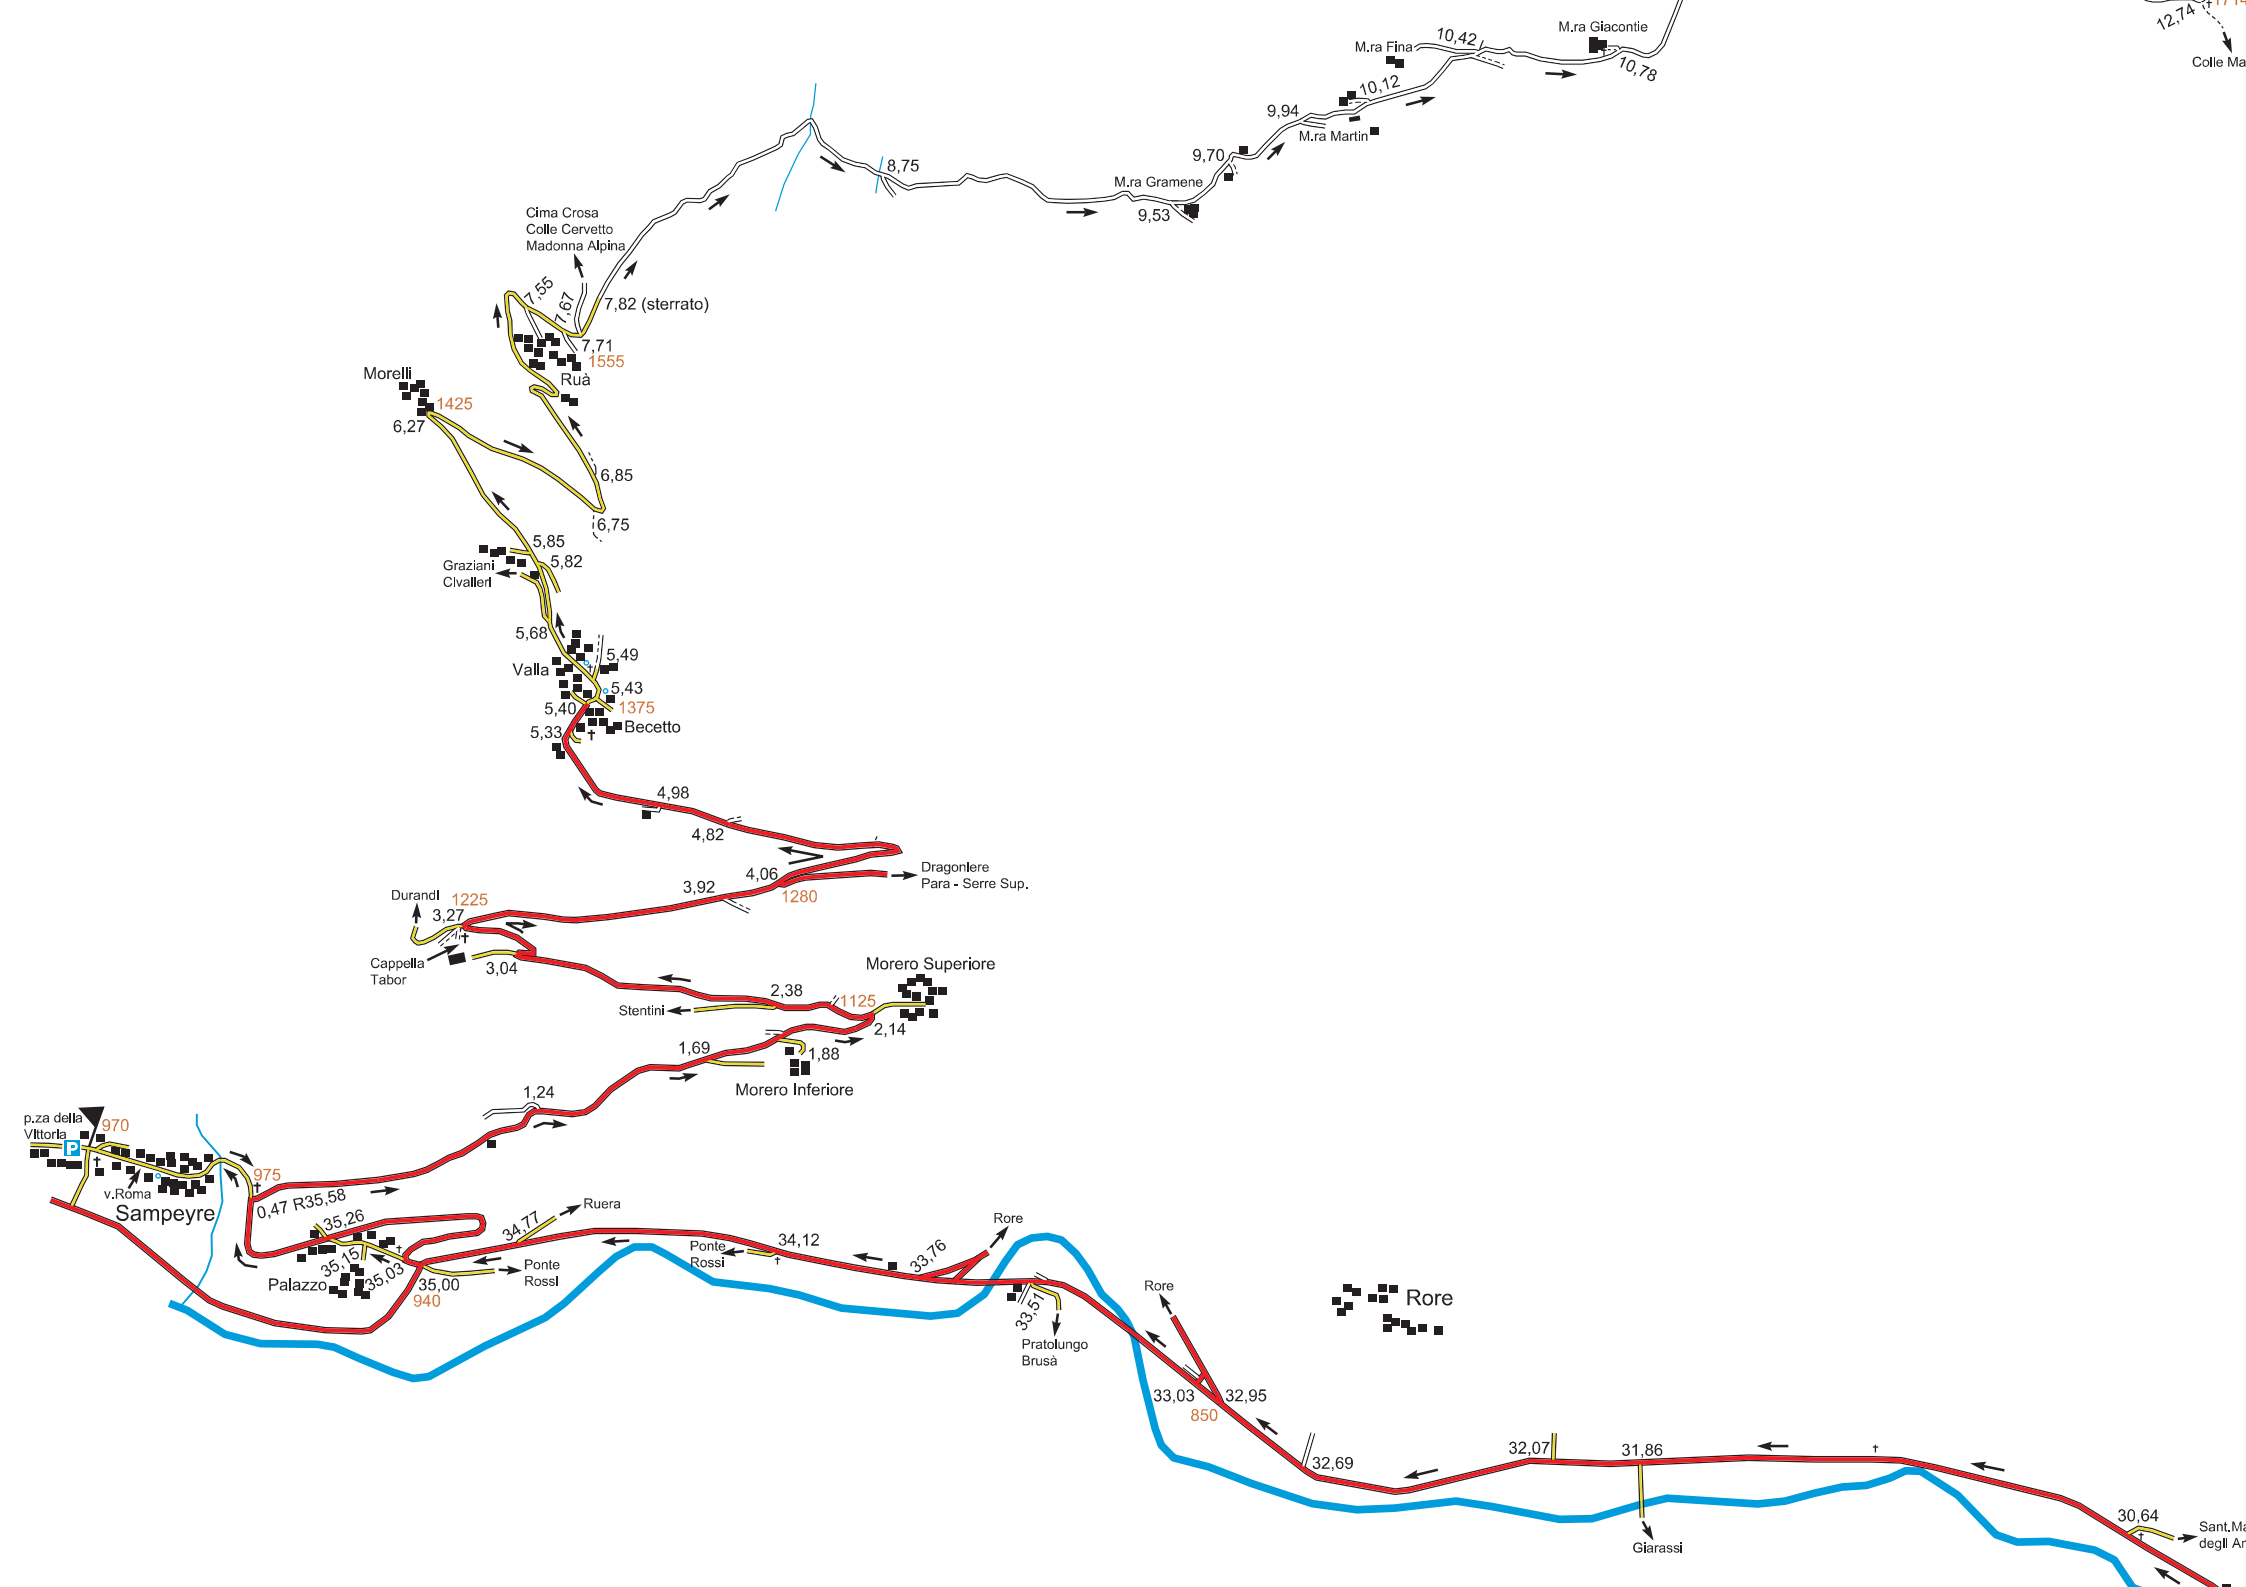 12,74
Colle Ma
M.ra Giacontie
10,42
M.ra Fina
10,78
10,12
9,94
M.ra Martin
9,70
8,75
M.ra Gramene
9,53
Cima Crosa
Colle Cervetto
Madonna Alpina
7,55
7,67
7,82 (sterrato)
7,71
1555
Ruà
Morelli
1425
6,27
6,85
6,75
5,85
5,82
Graziani
Civalleri
5,68
5,49
Valla
5,43
5,40
1375
5,33
Becetto
4,98
4,82
4,06
Dragoniere
Para - Serre Sup.
3,92
1280
Durandi
1225
3,27
Cappella
Tabor
3,04
Morero Superiore
2,38
1125
Stentini
2,14
1,69
1,88
Morero Inferiore
1,24
p.za della
Vittoria
970
P
975
v.Roma
Sampeyre
0,47 R35,58
35,26
34,77
Ruera
35,15
35,03
Palazzo
35,00
940
Ponte
Rossi
Ponte
Rossi
34,12
33,76
Rore
33,51
Pratolungo
Brusà
Rore
Rore
33,03
32,95
850
32,69
32,07
31,86
Giarassi
30,64
Sant.Ma
degli An